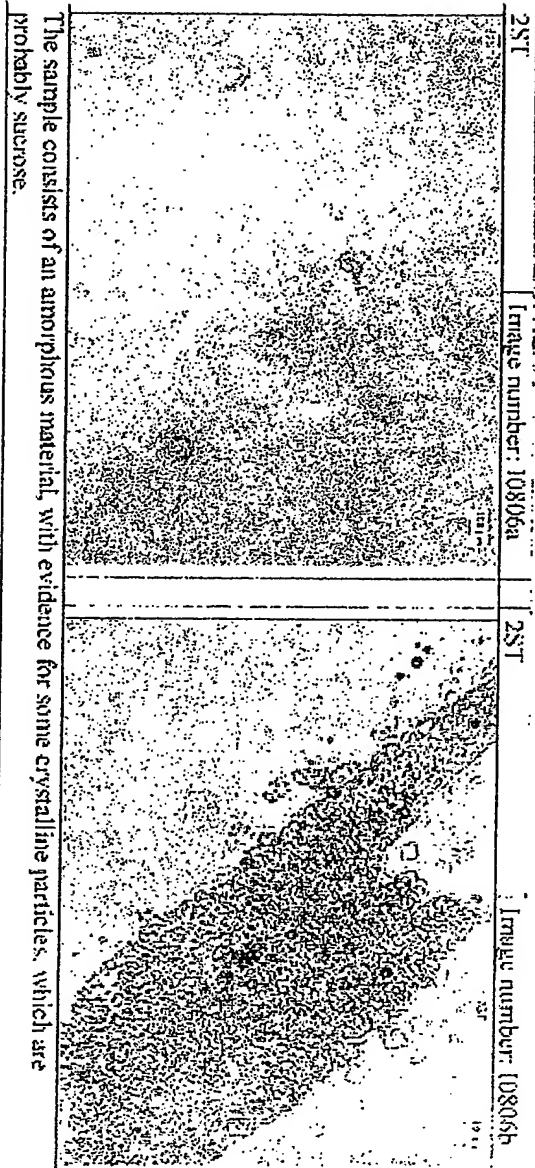 2ST
Image number: 10806a
2ST
Image number: 10806b
The sample consists of an amorphous material, with evidence for some crystalline particles, which are
probably sucrose.